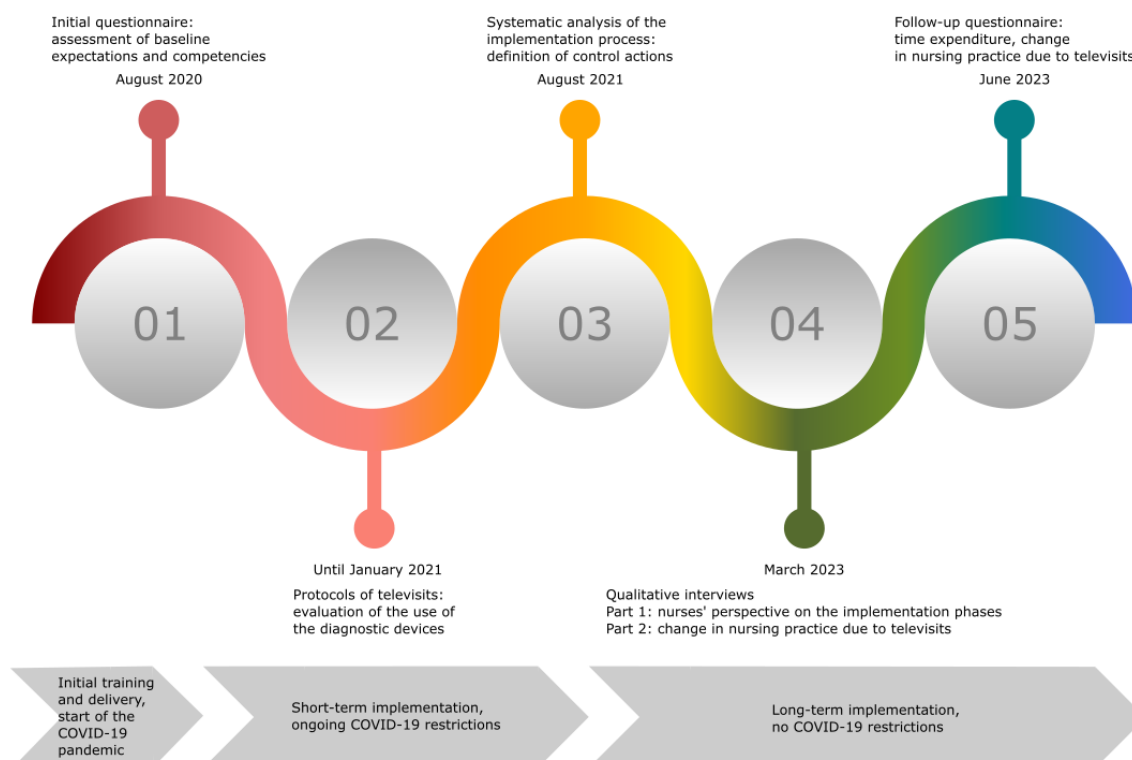 Initial questionnaire:
assessment of baseline
expectations and competencies
August 2020
Systematic analysis of the
implementation process:
definition of control actions
August 2021
Follow-up questionnaire:
time expenditure, change
in nursing practice due to televisits
June 2023
01
02
03
04
05
Until January 2021
Protocols of televisits:
evaluation of the use of
the diagnostic devices
March 2023
Qualitative interviews
Part 1: nurses' perspective on the implementation phases
Part 2: change in nursing practice due to televisits
Initial training
and delivery,
start of the
COVID-19
pandemic
Short-term implementation,
ongoing COVID-19 restrictions
Long-term implementation,
no COVID-19 restrictions